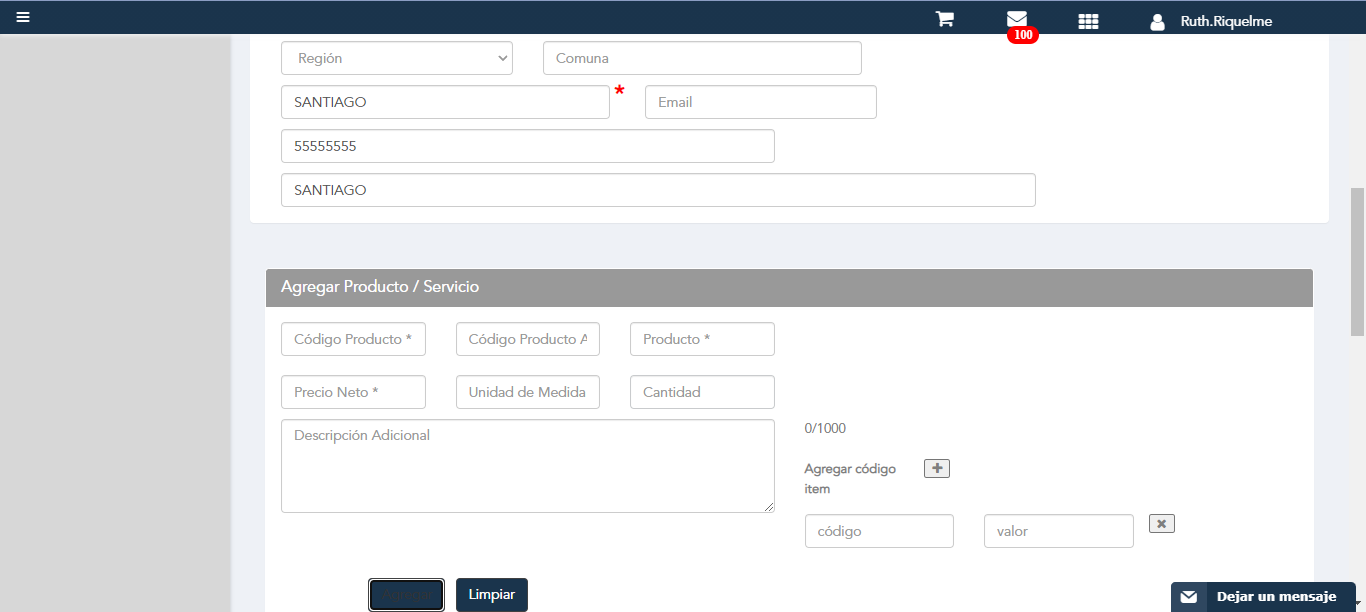 Ruth.Riquelme
100
Región
Comuna
SANTIAGO
*
Email
55555555
SANTIAGO
Agregar Producto / Servicio
Código Producto *
Código Producto A
Producto *
Precio Neto *
Unidad de Medida
Cantidad
Descripción Adicional
0/1000
Agregar código
item
código
valor
Agregar
Limpiar
Dejar un mensaje